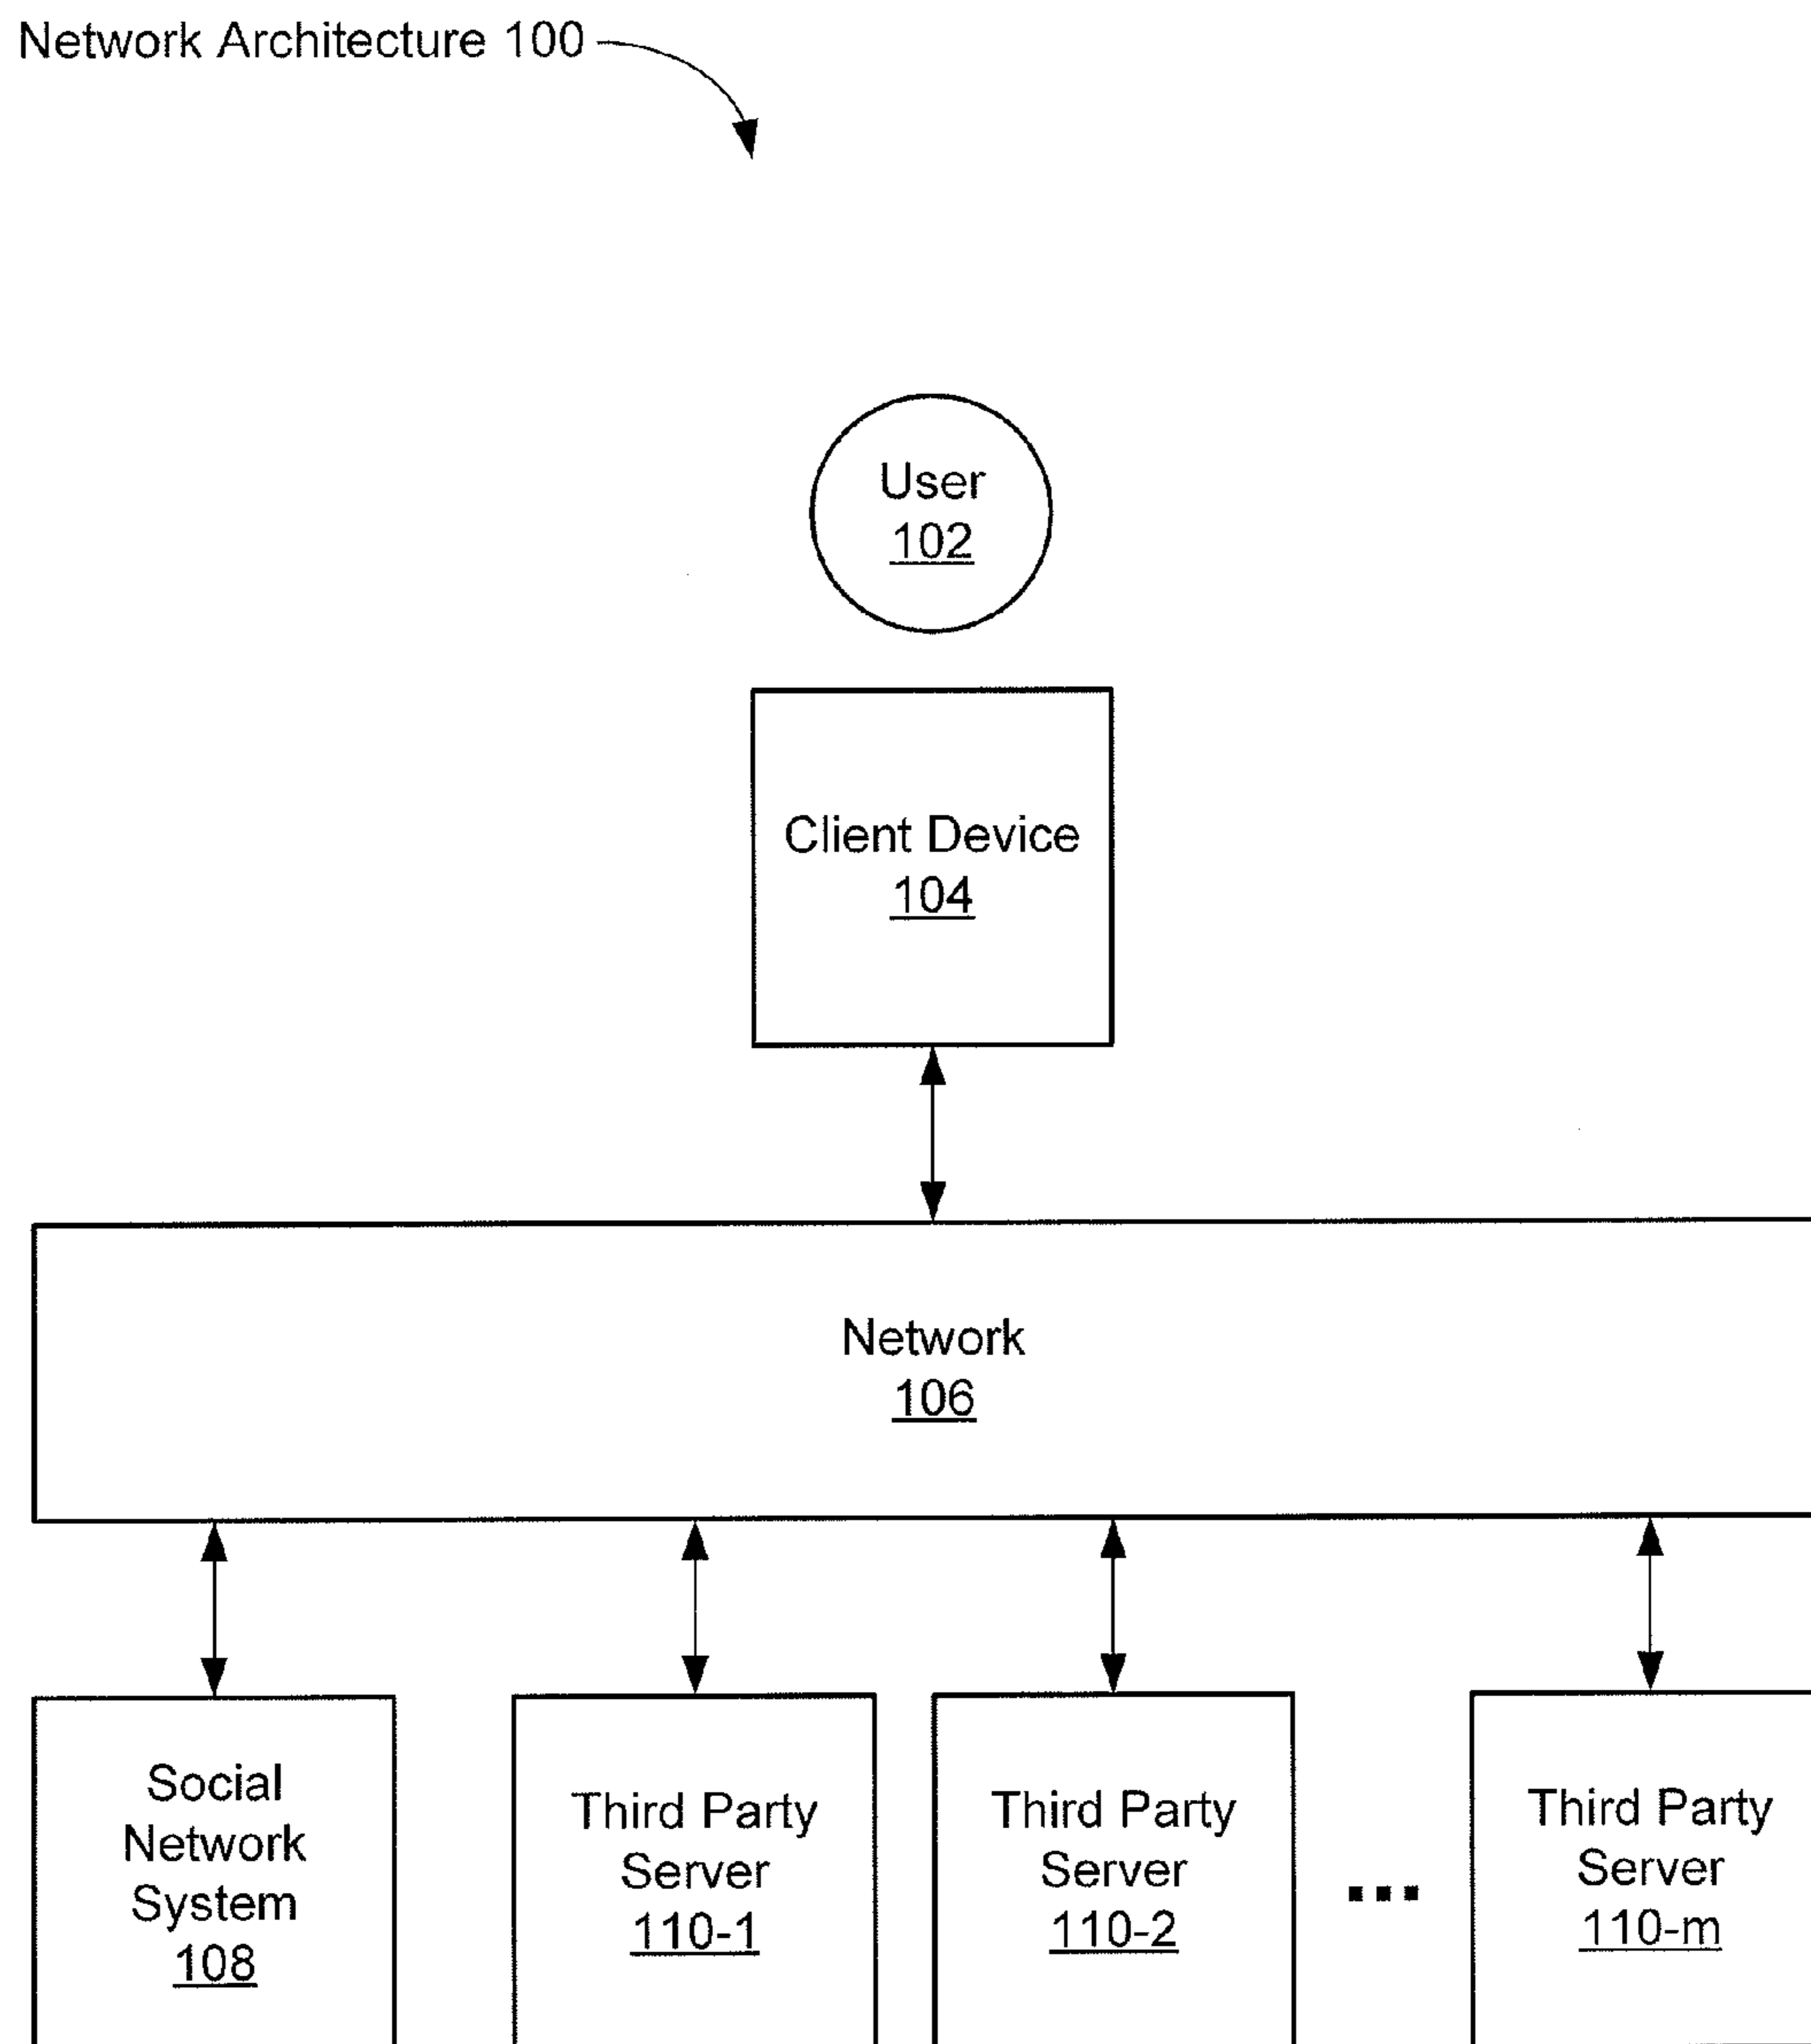 Network Architecture 100
User
102
Client Device
104
Network
106
Social
Network
System
108
Third Party
Server
110-1
Third Party
Server
110-2
...
Third Party
Server
110-m